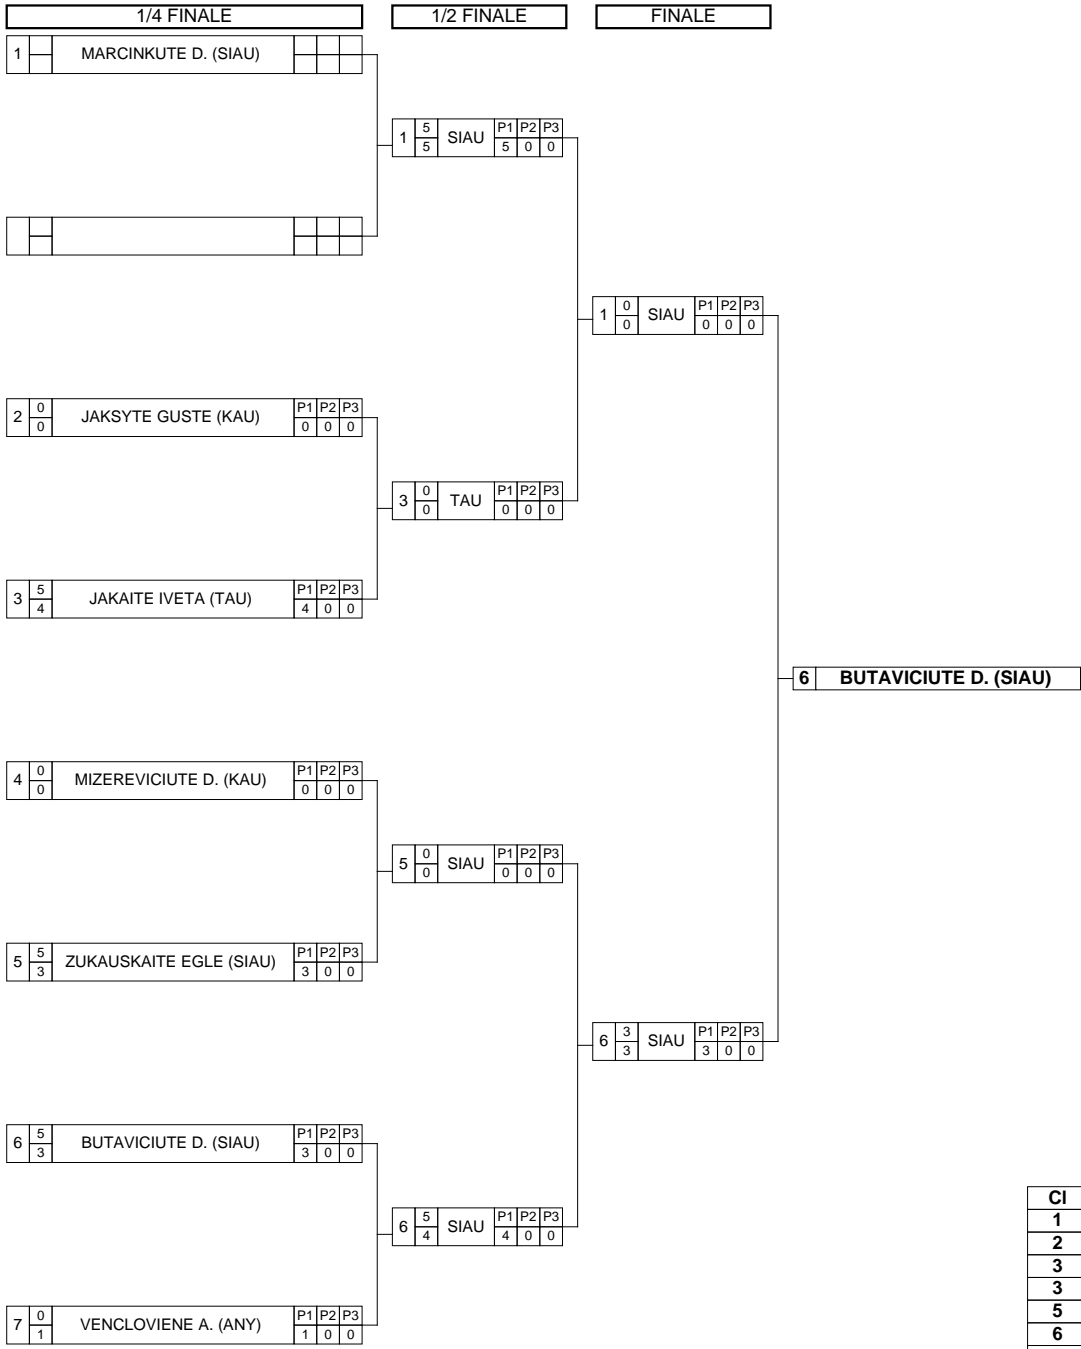 1/4 FINALE 1/2 FINALE FINALE
1 MARCINKUTE D. (SIAU)
1 5 SIAU P1 P2 P3
5 5 0 0
1 0 SIAU P1 P2 P3
0 0 0 0
2 0 JAKSYTE GUSTE (KAU) P1 P2 P3
0 0 0 0
3 0 TAU P1 P2 P3
0 0 0 0
3 5 JAKAITE IVETA (TAU) P1 P2 P3
4 4 0 0
6 BUTAVICIUTE D. (SIAU)
4 0 MIZEREVICIUTE D. (KAU) P1 P2 P3
0 0 0 0
5 0 SIAU P1 P2 P3
0 0 0 0
5 5 ZUKAUSKAITE EGLE (SIAU) P1 P2 P3
3 3 0 0
6 3 SIAU P1 P2 P3
3 3 0 0
6 5 BUTAVICIUTE D. (SIAU) P1 P2 P3
3 3 0 0
6 5 SIAU P1 P2 P3
4 4 0 0
7 0 VENCLOVIENE A. (ANY) P1 P2 P3
1 1 0 0
Cl
1
2
3
3
5
6